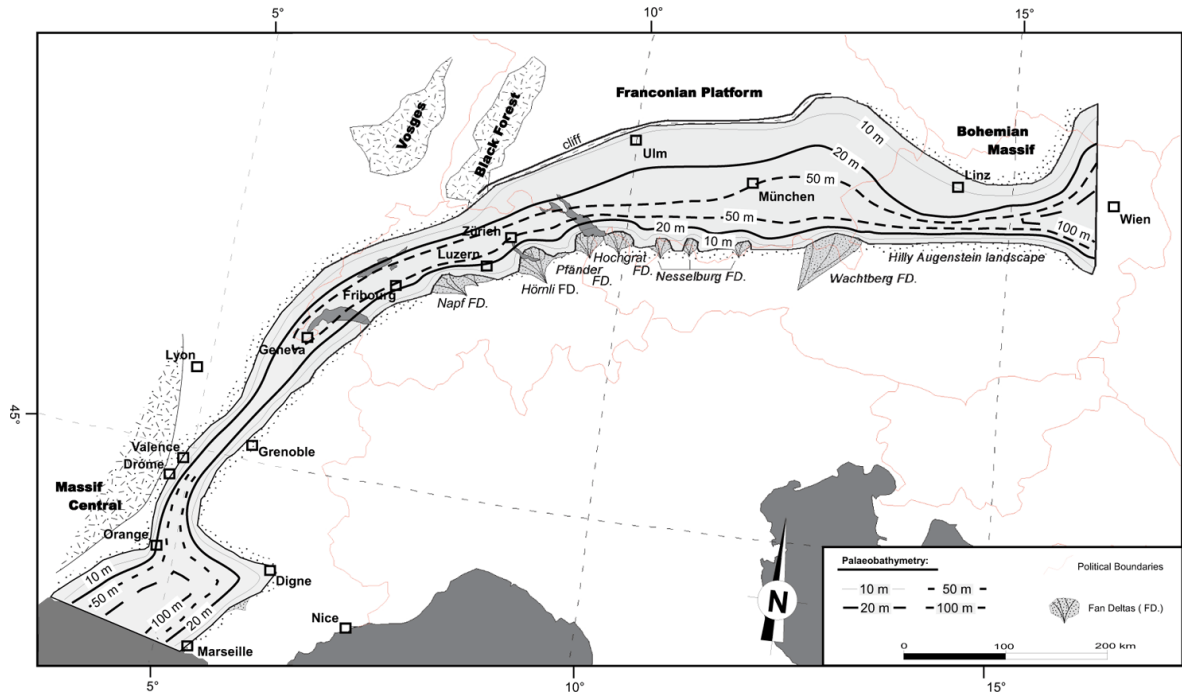 5°
10°
15°
Franconian Platform
Vosges
Black Forest
cliff
Ulm
10 m
Bohemian
Massif
20 m
Linz
50 m
München
Wien
50 m
20 m
100 m
Zürich
10 m
Luzern
Hochgrat
FD.
Hilly Augenstein landscape
Pfänder
FD.
Nesselburg FD.
Wachtberg FD.
Fribourg
Napf FD.
Hörnli FD.
Geneva
Lyon
45°
Valence
Grenoble
Drôme
Massif
Central
Orange
10 m
Digne
50 m
100 m
20 m
Nice
Marseille
N
Palaeobathymetry:
10 m
50 m
20 m
100 m
Political Boundaries
Fan Deltas ( FD.)
0
100
200 km
5°
10°
15°